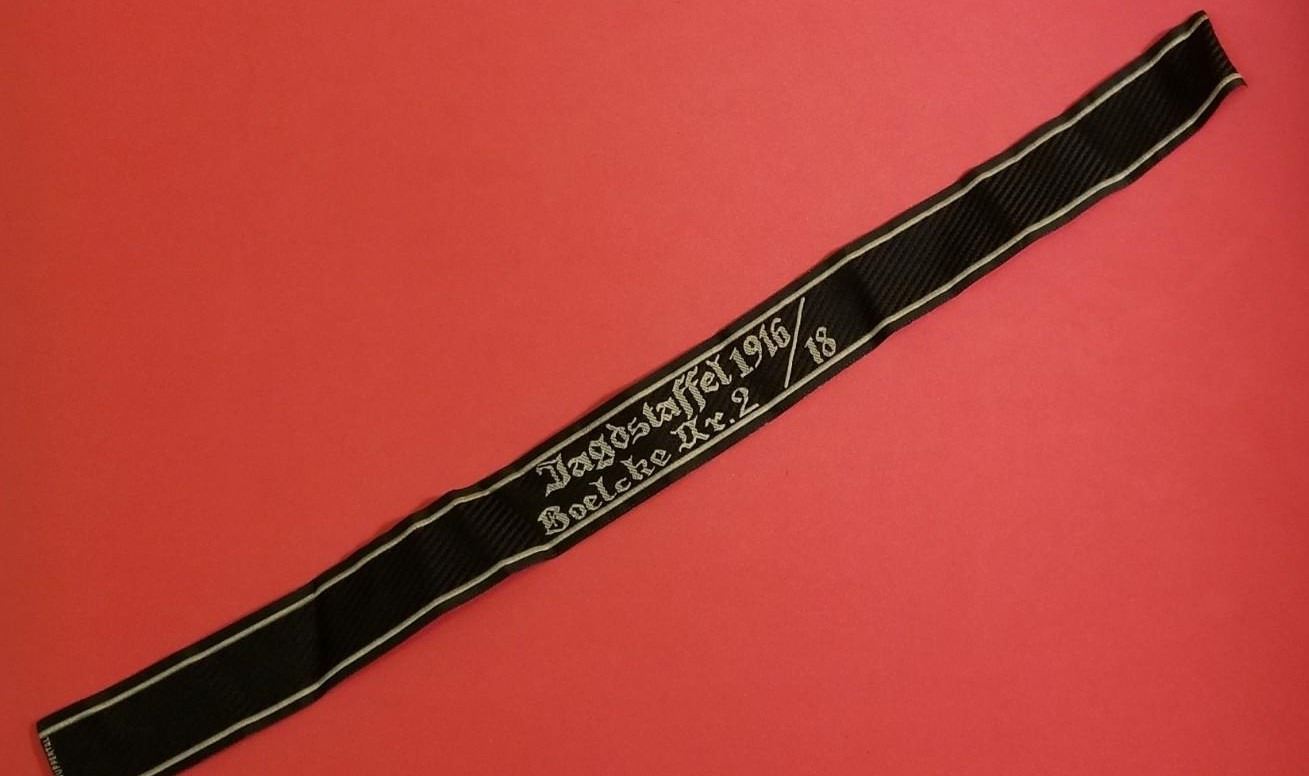 Jagdstaffel 1916/18
Boelcke Nr. 2